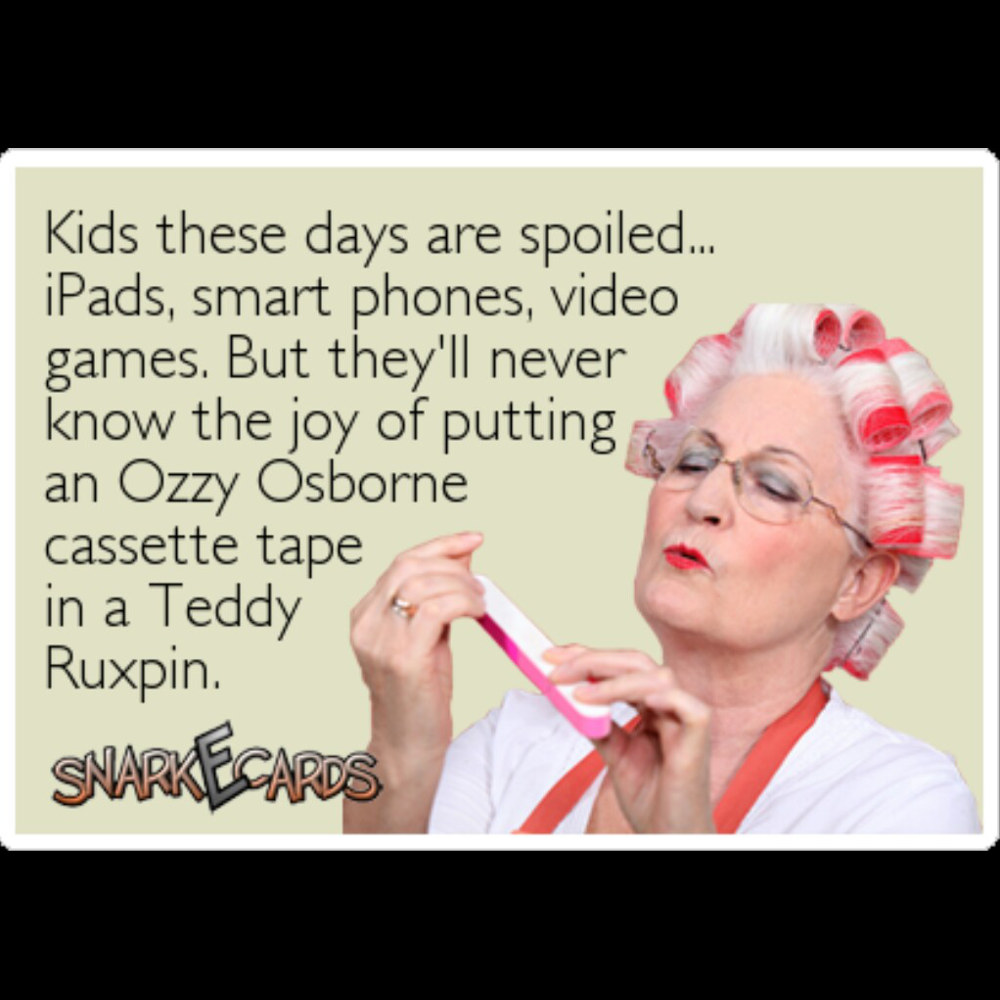 Kids these days are spoiled...
iPads, smart phones, video
games. But they'll never
know the joy of putting
an Ozzy Osborne
cassette tape
in a Teddy
Ruxpin.
SNARKECARDS